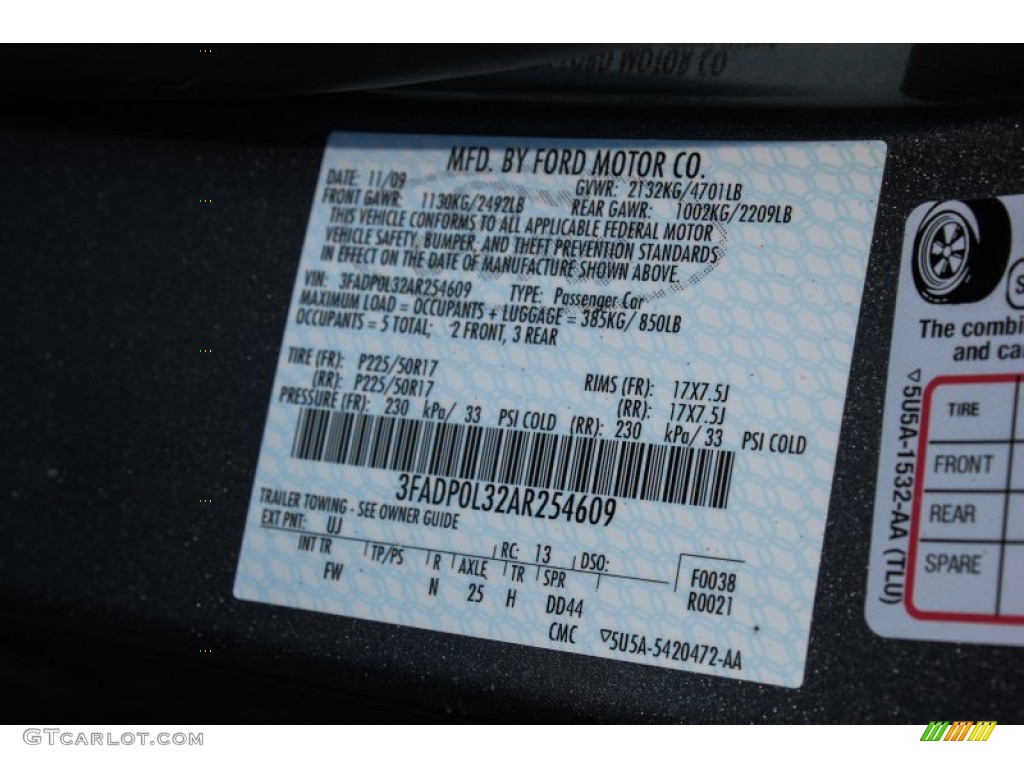 MFD. BY FORD MOTOR CO.
DATE: 11/09 GVWR: 2132KG/4701LB
FRONT GAWR: 1130KG/2492LB REAR GAWR: 1002KG/2209LB
THIS VEHICLE CONFORMS TO ALL APPLICABLE FEDERAL MOTOR
VEHICLE SAFETY, BUMPER, AND THEFT PREVENTION STANDARDS
IN EFFECT ON THE DATE OF MANUFACTURE SHOWN ABOVE.
VIN: 3FADP0L32AR254609 TYPE: Passenger Car
MAXIMUM LOAD = OCCUPANTS + LUGGAGE = 385KG/ 850LB
OCCUPANTS = 5 TOTAL; 2 FRONT, 3 REAR
TIRE (FR): P225/50R17 RIMS (FR): 17X7.5J
(RR): P225/50R17 (RR): 17X7.5J
PRESSURE (FR): 230 kPa/ 33 PSI COLD (RR): 230 kPa/ 33 PSI COLD
3FADP0L32AR254609
TRAILER TOWING - SEE OWNER GUIDE
EXT PNT: UJ RC: 13 DSO:
INT TR TP/PS R AXLE TR SPR F0038
FW N 25 H DD44 R0021
CMC 5U5A-5420472-AA
The combi
and ca
TIRE
FRONT
REAR
SPARE
5U5A-1532-AA (TLU)
GTCarlot.com